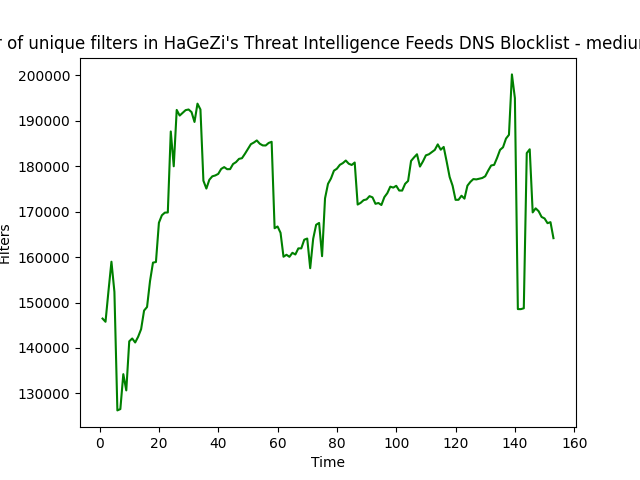 of unique filters in HaGeZi's Threat Intelligence Feeds DNS Blocklist -
200000
190000
180000
170000
160000
150000
140000
130000
Filters
0 20 40 60 80 100 120 140 160
Time